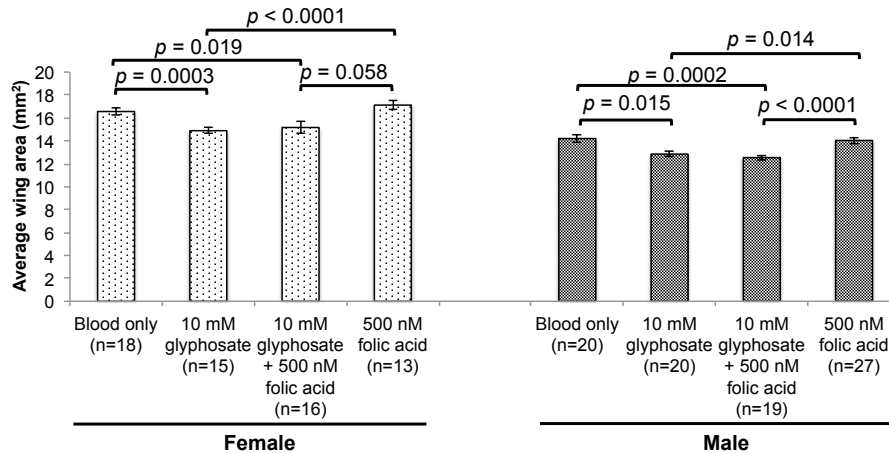 p < 0.0001
p = 0.019
p = 0.0003
p = 0.058
p = 0.014
p = 0.0002
p = 0.015
p < 0.0001
Average wing area (mm²)
20
18
16
14
12
10
8
6
4
2
0
Blood only
(n=18)
10 mM
glyphosate
(n=15)
10 mM
glyphosate
+ 500 nM
folic acid
(n=16)
500 nM
folic acid
(n=13)
Female
Blood only
(n=20)
10 mM
glyphosate
(n=20)
10 mM
glyphosate
+ 500 nM
folic acid
(n=19)
500 nM
folic acid
(n=27)
Male